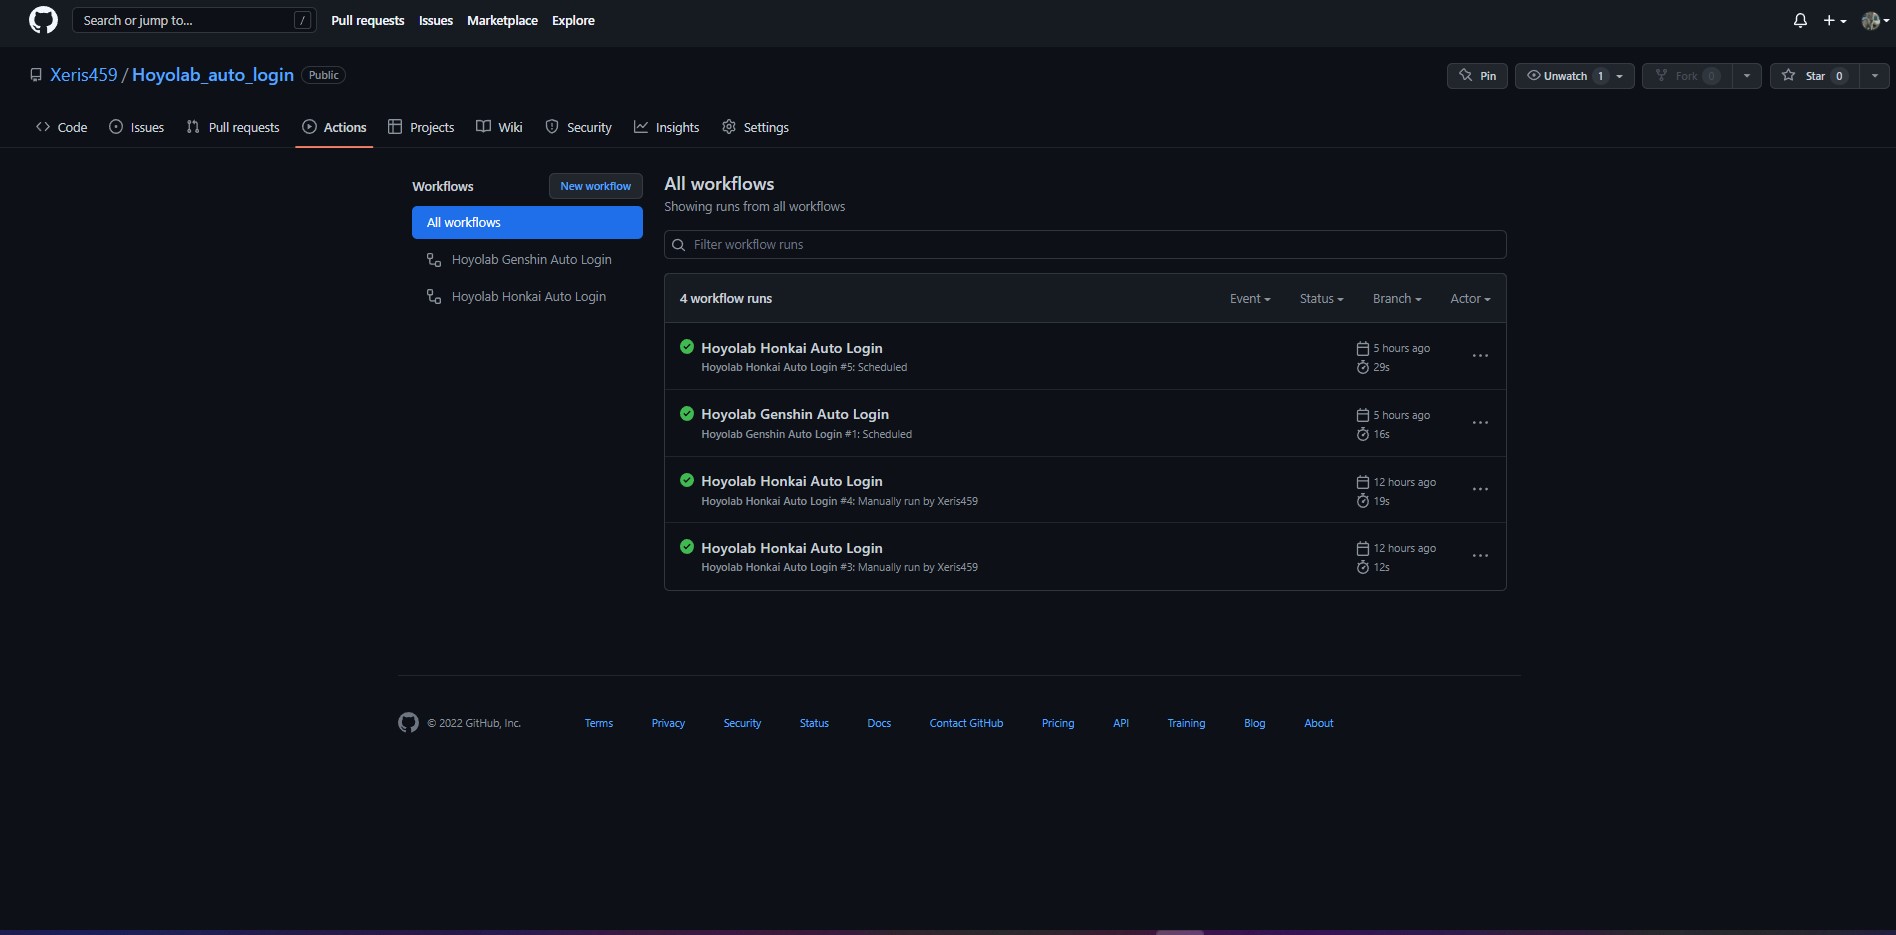 Search or jump to... /
Pull requests Issues Marketplace Explore
Xeris459 / Hoyolab_auto_login Public
Pin Unwatch 1 Fork 0 Star 0
Code Issues Pull requests Actions Projects Wiki Security Insights Settings
Workflows New workflow
All workflows
Hoyolab Genshin Auto Login
Hoyolab Honkai Auto Login
All workflows
Showing runs from all workflows
Filter workflow runs
4 workflow runs Event Status Branch Actor
Hoyolab Honkai Auto Login 5 hours ago
Hoyolab Honkai Auto Login #5: Scheduled 29s
Hoyolab Genshin Auto Login 5 hours ago
Hoyolab Genshin Auto Login #1: Scheduled 16s
Hoyolab Honkai Auto Login 12 hours ago
Hoyolab Honkai Auto Login #4: Manually run by Xeris459 19s
Hoyolab Honkai Auto Login 12 hours ago
Hoyolab Honkai Auto Login #3: Manually run by Xeris459 12s
© 2022 GitHub, Inc. Terms Privacy Security Status Docs Contact GitHub Pricing API Training Blog About